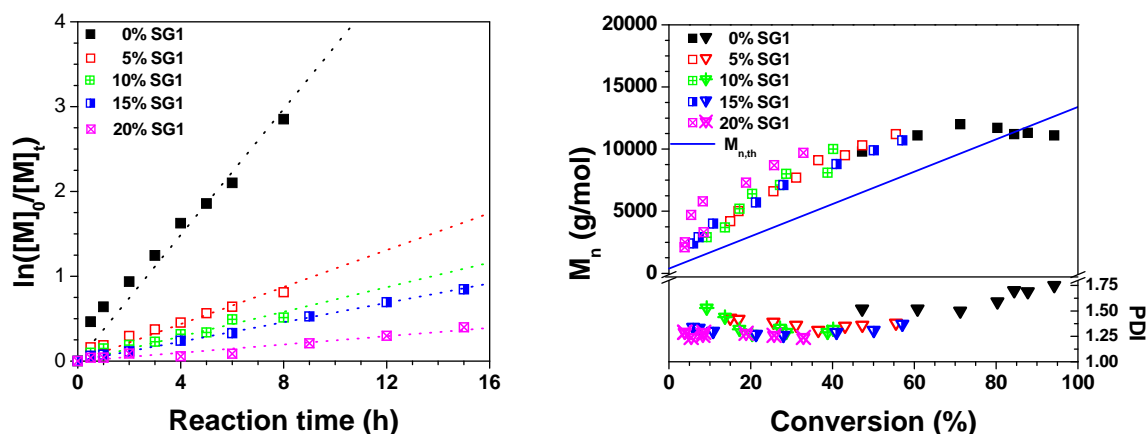 4
3
2
1
0
0
4
8
12
16
ln([M]0/[M]t)
Reaction time (h)
0% SG1
5% SG1
10% SG1
15% SG1
20% SG1
20000
15000
10000
5000
0
Mn (g/mol)
0% SG1
5% SG1
10% SG1
15% SG1
20% SG1
Mn,th
1.75
1.50
1.25
1.00
PDI
0
20
40
60
80
100
Conversion (%)